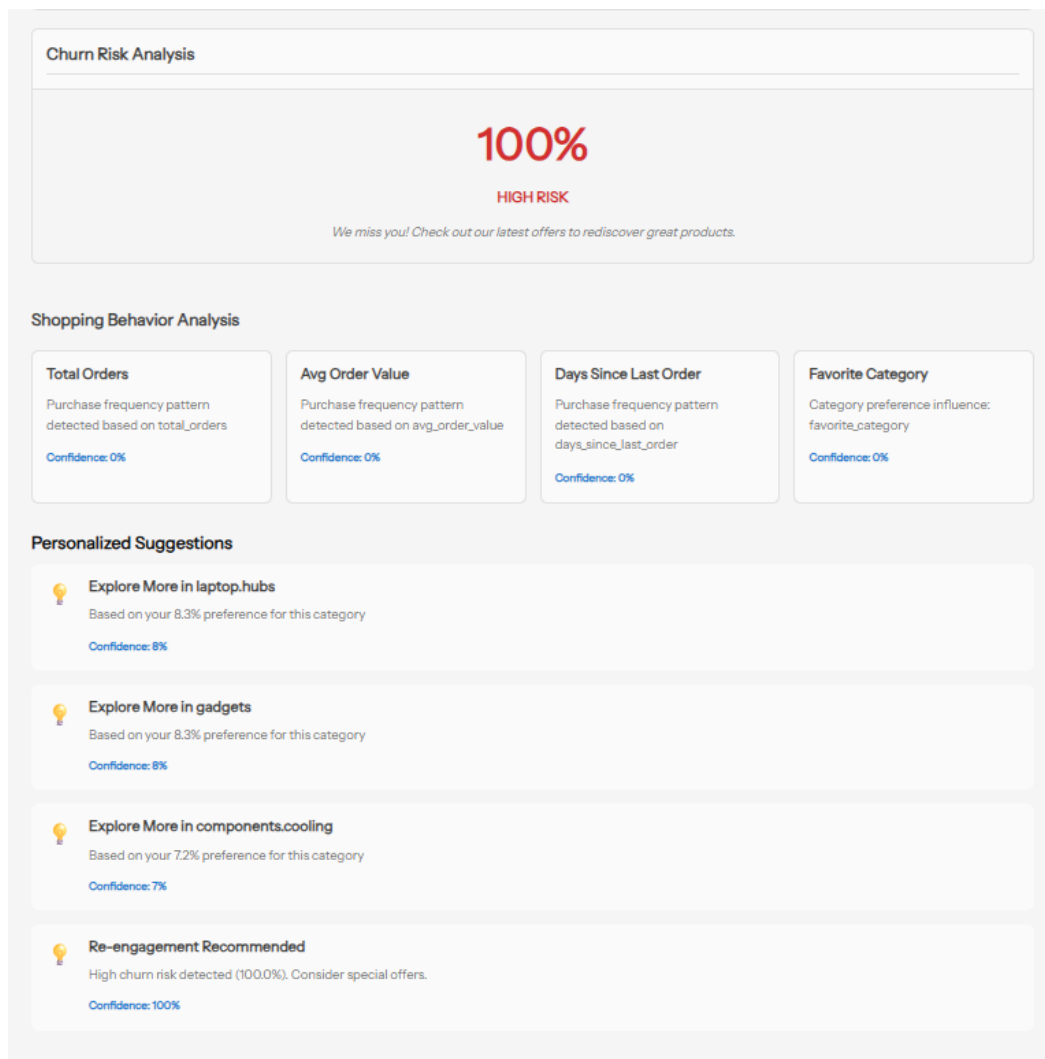 Churn Risk Analysis
100%
HIGH RISK
We miss you! Check out our latest offers to rediscover great products.
Shopping Behavior Analysis
Total Orders
Purchase frequency pattern
detected based on total_orders
Confidence: 0%
Avg Order Value
Purchase frequency pattern
detected based on avg_order_value
Confidence: 0%
Days Since Last Order
Purchase frequency pattern
detected based on
days_since_last_order
Confidence: 0%
Favorite Category
Category preference influence:
favorite_category
Confidence: 0%
Personalized Suggestions
Explore More in laptop.hubs
Based on your 8.3% preference for this category
Confidence: 8%
Explore More in gadgets
Based on your 8.3% preference for this category
Confidence: 8%
Explore More in components.cooling
Based on your 7.2% preference for this category
Confidence: 7%
Re-engagement Recommended
High churn risk detected (100.0%). Consider special offers.
Confidence: 100%